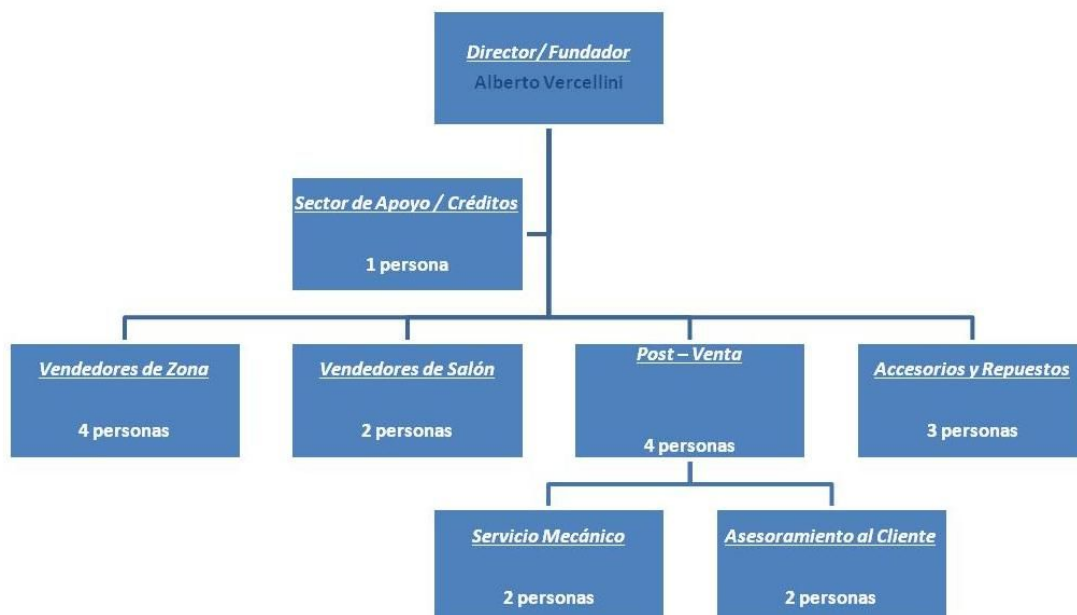 Director/ Fundador
Alberto Vercellini
Sector de Apoyo / Créditos
1 persona
Vendedores de Zona
4 personas
Vendedores de Salón
2 personas
Post – Venta
4 personas
Accesorios y Repuestos
3 personas
Servicio Mecánico
2 personas
Asesoramiento al Cliente
2 personas